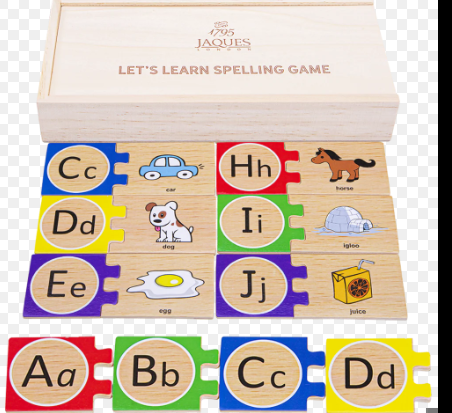 1795
JAQUES
LONDON
LET'S LEARN SPELLING GAME
Cc
car
Hh
horse
Dd
dog
Ii
igloo
Ee
egg
Jj
juice
Aa
Bb
Cc
Dd